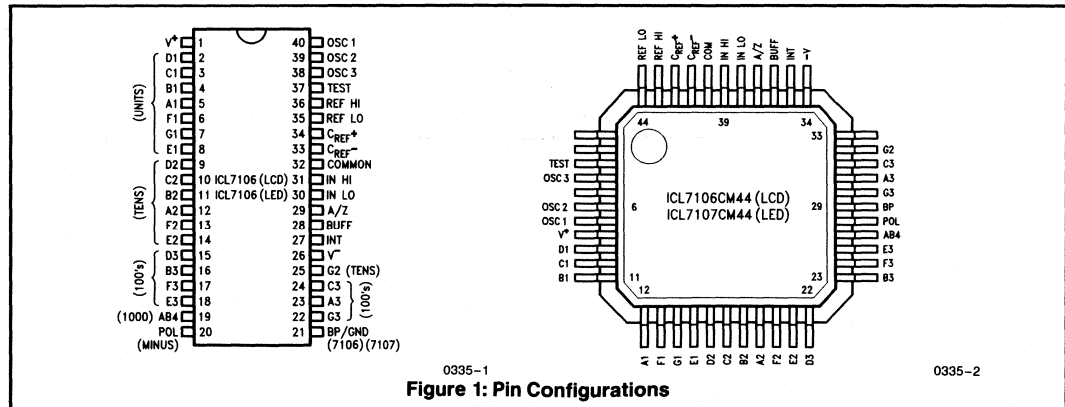 V+ 1 40 OSC 1
D1 2 39 OSC 2
C1 3 38 OSC 3
B1 4 37 TEST
A1 5 36 REF HI
F1 6 35 REF LO
G1 7 34 CREF+
E1 8 33 CREF-
(UNITS)
D2 9 32 COMMON
C2 10 ICL7106 (LCD) 31 IN HI
B2 11 ICL7106 (LED) 30 IN LO
A2 12 29 A/Z
F2 13 28 BUFF
E2 14 27 INT
(TENS)
D3 15 26 V-
B3 16 25 G2 (TENS)
F3 17 24 C3
E3 18 23 A3
(100's)
(1000) AB4 19 22 G3
(100's)
POL 20 21 BP/GND
(MINUS) (7106) (7107)
0335-1
REF LO
REF HI
CREF+
CREF-
COM
IN HI
IN LO
A/Z
BUFF
INT
-V
44 39 34
33
TEST
OSC 3
OSC 2
OSC 1
V+
D1
C1
B1
6
11
12
ICL7106CM44 (LCD)
ICL7107CM44 (LED)
29
23
22
G2
C3
A3
G3
BP
POL
AB4
E3
F3
B3
A1
F1
G1
E1
D2
C2
B2
A2
F2
E2
D3
0335-2
Figure 1: Pin Configurations